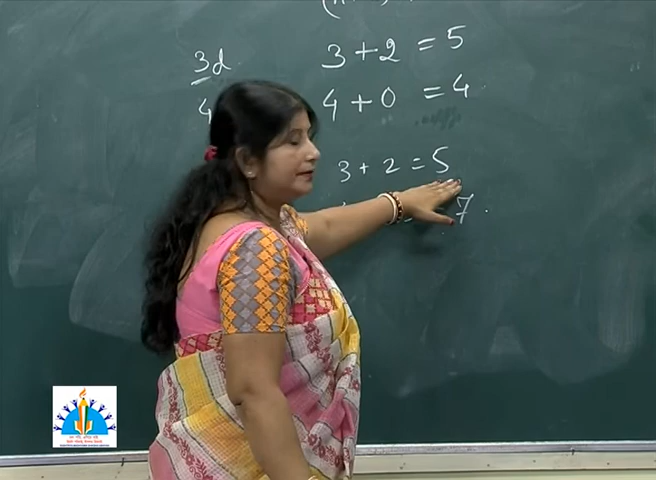 3d
3 + 2 = 5
4
4 + 0 = 4
3 + 2 = 5
7